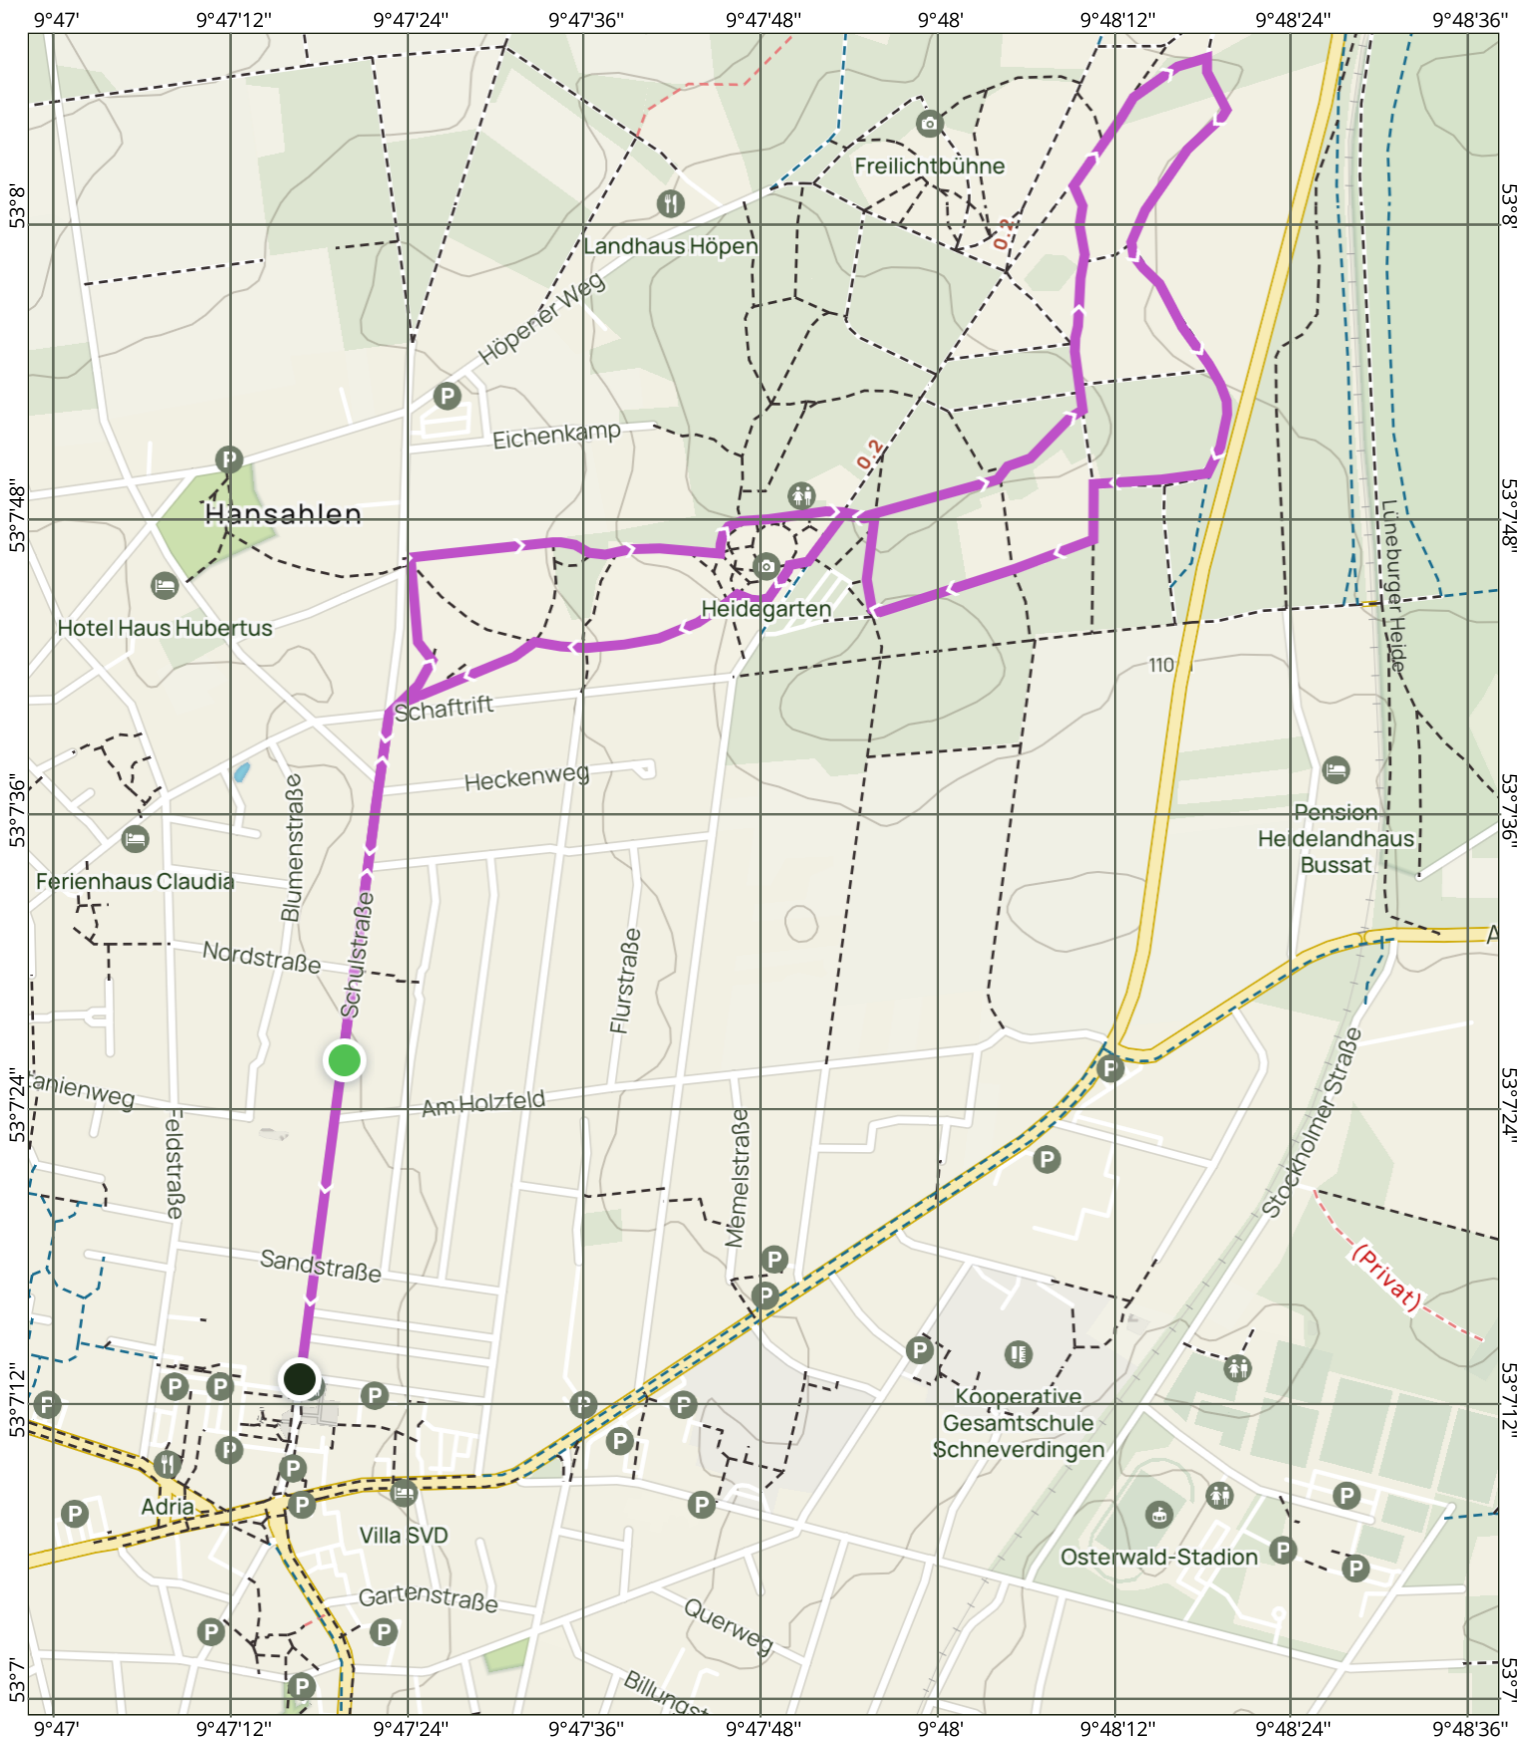 9°47' 9°47'12" 9°47'24" 9°47'36" 9°47'48" 9°48' 9°48'12" 9°48'24" 9°48'36"
Freilichtbühne
53°8' 53°8'
0.2
Landhaus Höpen
Höpener Weg
P
Eichenkamp
0.2
P
Hansahlen
53°7'48" 53°7'48"
Lüneburger Heide
Heidegarten
Hotel Haus Hubertus
110
Schaftrift
Heckenweg
53°7'36" 53°7'36"
Pension
Heidelandhaus
Bussat
Blumenstraße
Ferienhaus Claudia
Schulstraße
Nordstraße
Flurstraße
A
P
anienweg
Am Holzfeld
53°7'24" 53°7'24"
eldstraße
Memelstraße
Stockholmer Straße
P
Sandstraße
P
P
(Privat)
P
P P P
Kooperative
Gesamtschule
Schneverdingen
53°7'12" 53°7'12"
P P P
P P
P
P P P P
Adria
Villa SVD
Osterwald-Stadion
P
P
Gartenstraße
Querweg
P P
53°7' 53°7'
P
Billungst
9°47' 9°47'12" 9°47'24" 9°47'36" 9°47'48" 9°48' 9°48'12" 9°48'24" 9°48'36"